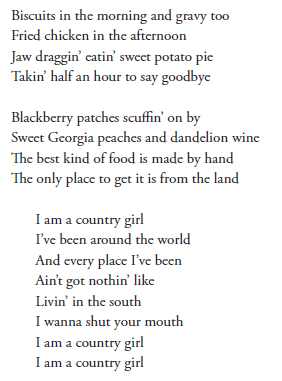 Biscuits in the morning and gravy too
Fried chicken in the afternoon
Jaw draggin’ eatin’ sweet potato pie
Takin’ half an hour to say goodbye
Blackberry patches scuffin’ on by
Sweet Georgia peaches and dandelion wine
The best kind of food is made by hand
The only place to get it is from the land
I am a country girl
I’ve been around the world
And every place I’ve been
Ain’t got nothin’ like
Livin’ in the south
I wanna shut your mouth
I am a country girl
I am a country girl